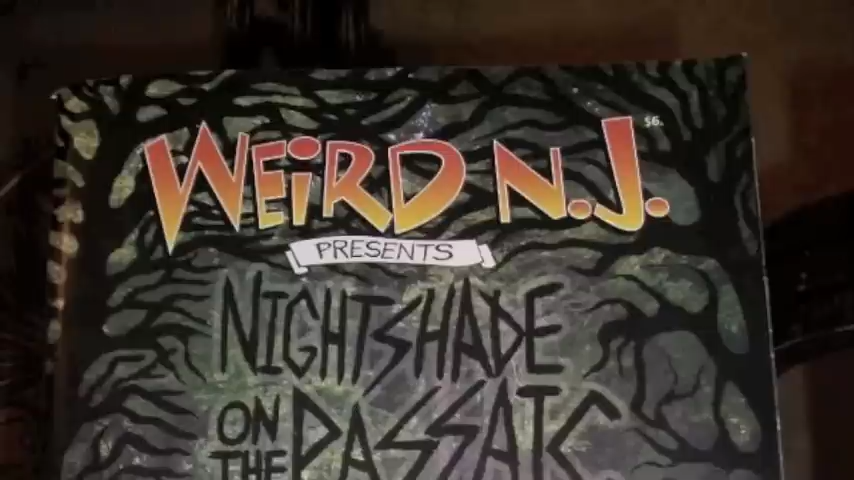 WEIRD N.J.
$6.
PRESENTS
NIGHTSHADE
ON THE PASSAIC